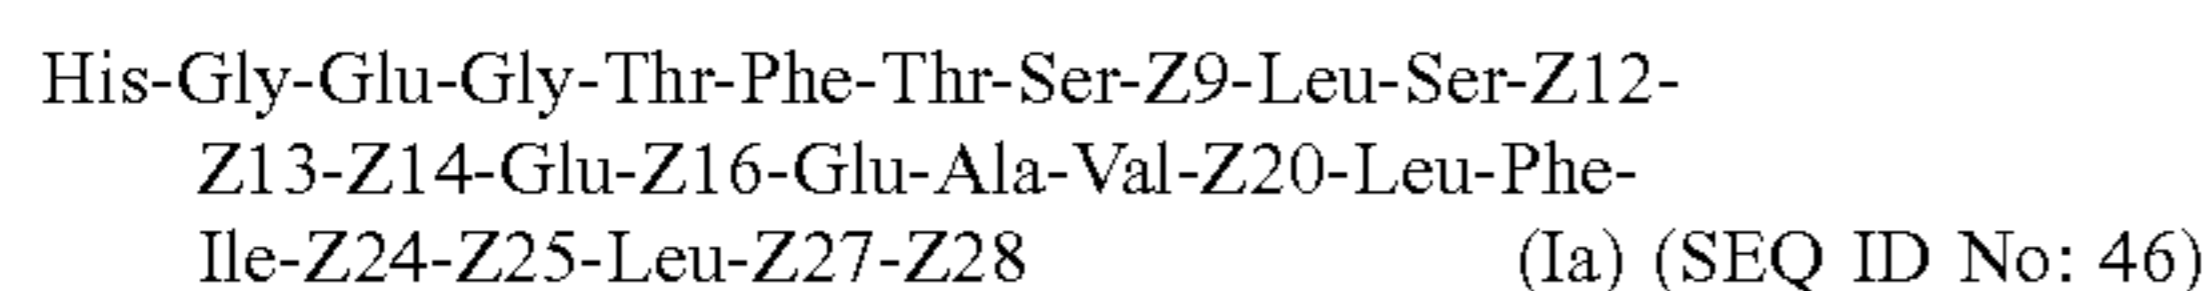 His-Gly-Glu-Gly-Thr-Phe-Thr-Ser-Z9-Leu-Ser-Z12-
Z13-Z14-Glu-Z16-Glu-Ala-Val-Z20-Leu-Phe-
Ile-Z24-Z25-Leu-Z27-Z28 (Ia) (SEQ ID No: 46)